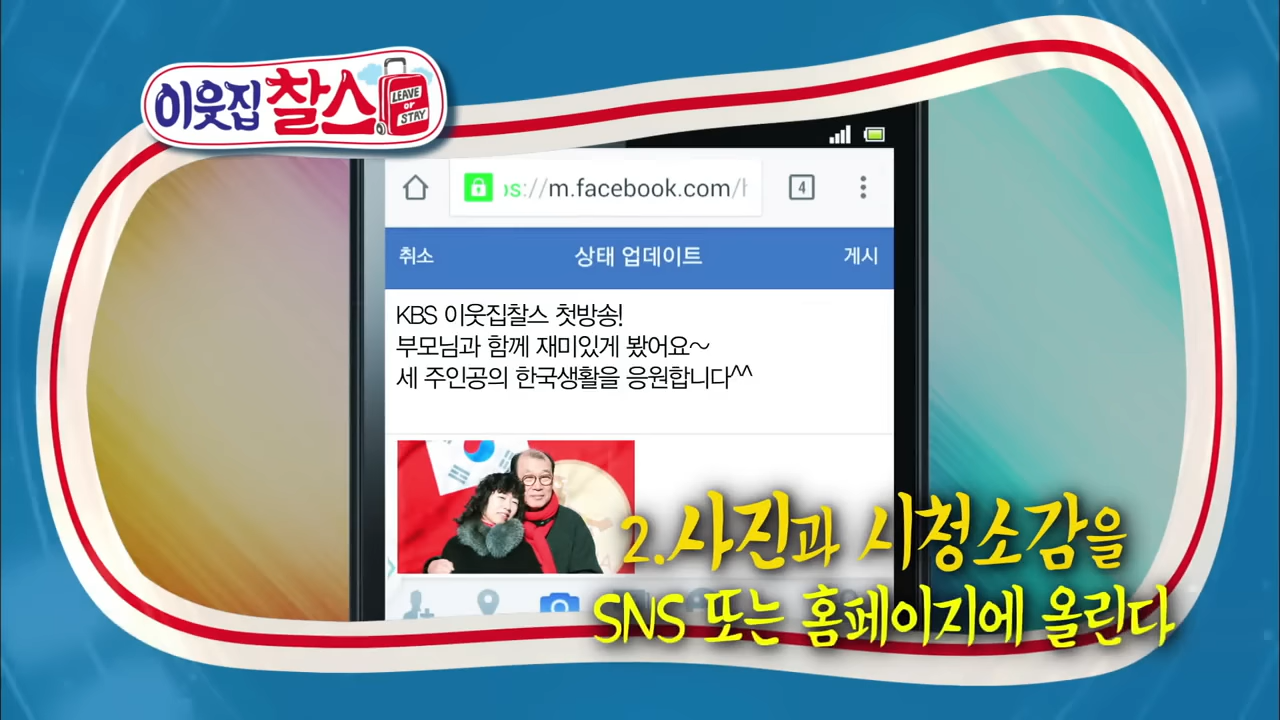 이웃집 찰스
LEAVE
or
STAY
ps://m.facebook.com/h
4
취소
상태 업데이트
게시
KBS 이웃집찰스 첫방송!
부모님과 함께 재미있게 봤어요~
세 주인공의 한국생활을 응원합니다^^
2.사진과 시청소감을
SNS 또는 홈페이지에 올린다